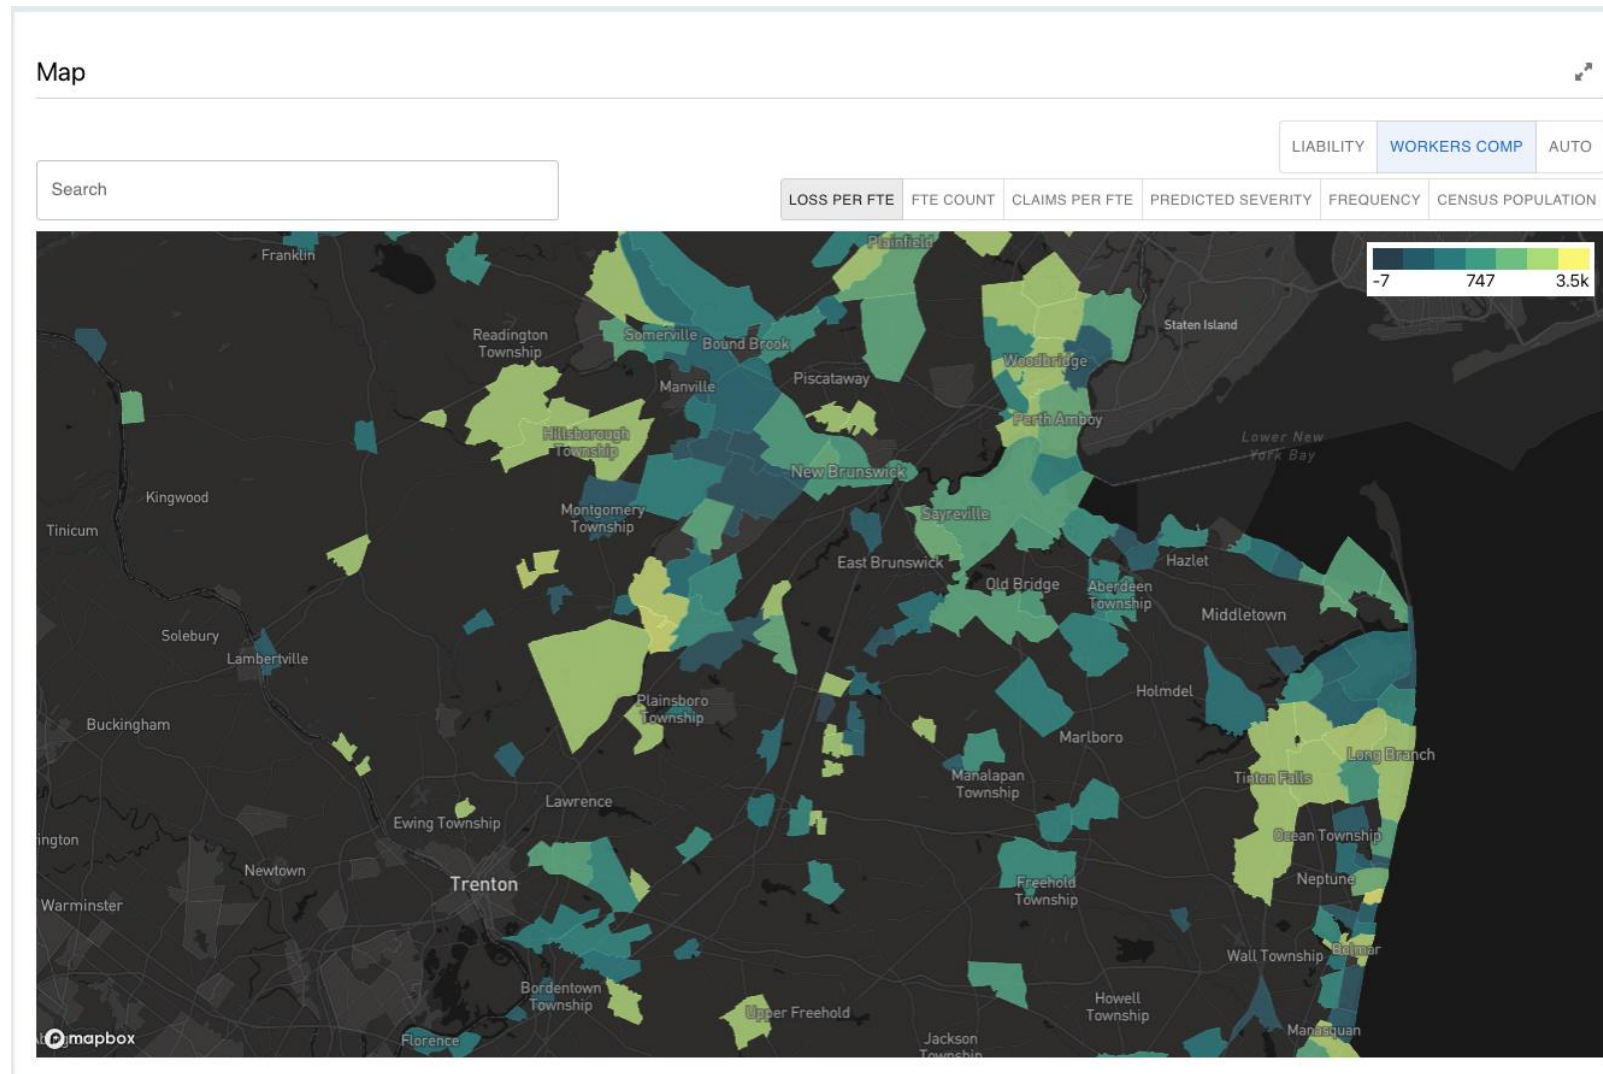 Map
LIABILITY
WORKERS COMP
AUTO
Search
LOSS PER FTE
FTE COUNT
CLAIMS PER FTE
PREDICTED SEVERITY
FREQUENCY
CENSUS POPULATION
Plainfield
Franklin
-7
747
3.5k
Staten Island
Readington
Township
Somerville
Bound Brook
Woodbridge
Manville
Piscataway
Perth Amboy
Hillsborough
Township
Lower New
York Bay
New Brunswick
Kingwood
Montgomery
Township
Sayreville
Tinicum
East Brunswick
Hazlet
Old Bridge
Aberdeen
Township
Middletown
Solebury
Lambertville
Holmdel
Plainsboro
Township
Buckingham
Marlboro
Long Branch
Manalapan
Township
Tinton Falls
Lawrence
Ewing Township
Ocean Township
ington
Newtown
Trenton
Neptune
Freehold
Township
Warminster
Wall Township
Belmar
Bordentown
Township
Howell
Township
Upper Freehold
Manasquan
mapbox
Florence
Jackson
Township